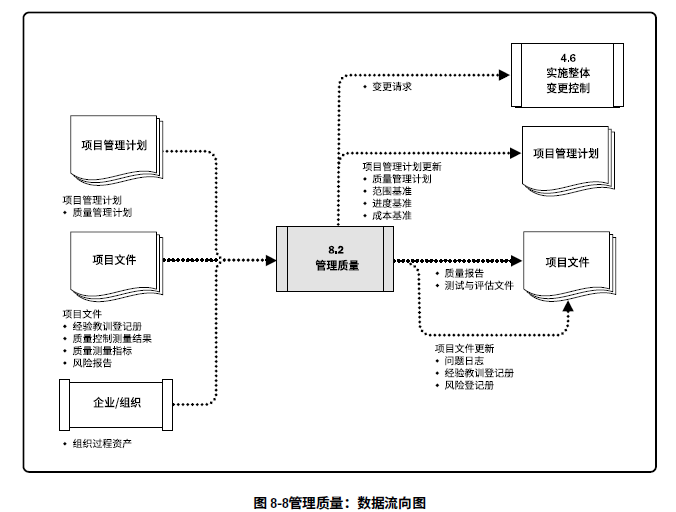 4.6
实施整体
变更控制
变更请求
项目管理计划
项目管理计划
• 质量管理计划
项目管理计划更新
• 质量管理计划
• 范围基准
• 进度基准
• 成本基准
项目管理计划
项目文件
项目文件
• 经验教训登记册
• 质量控制测量结果
• 质量测量指标
• 风险报告
8.2
管理质量
• 质量报告
• 测试与评估文件
项目文件
项目文件更新
• 问题日志
• 经验教训登记册
• 风险登记册
企业/组织
• 组织过程资产
图 8-8管理质量：数据流向图